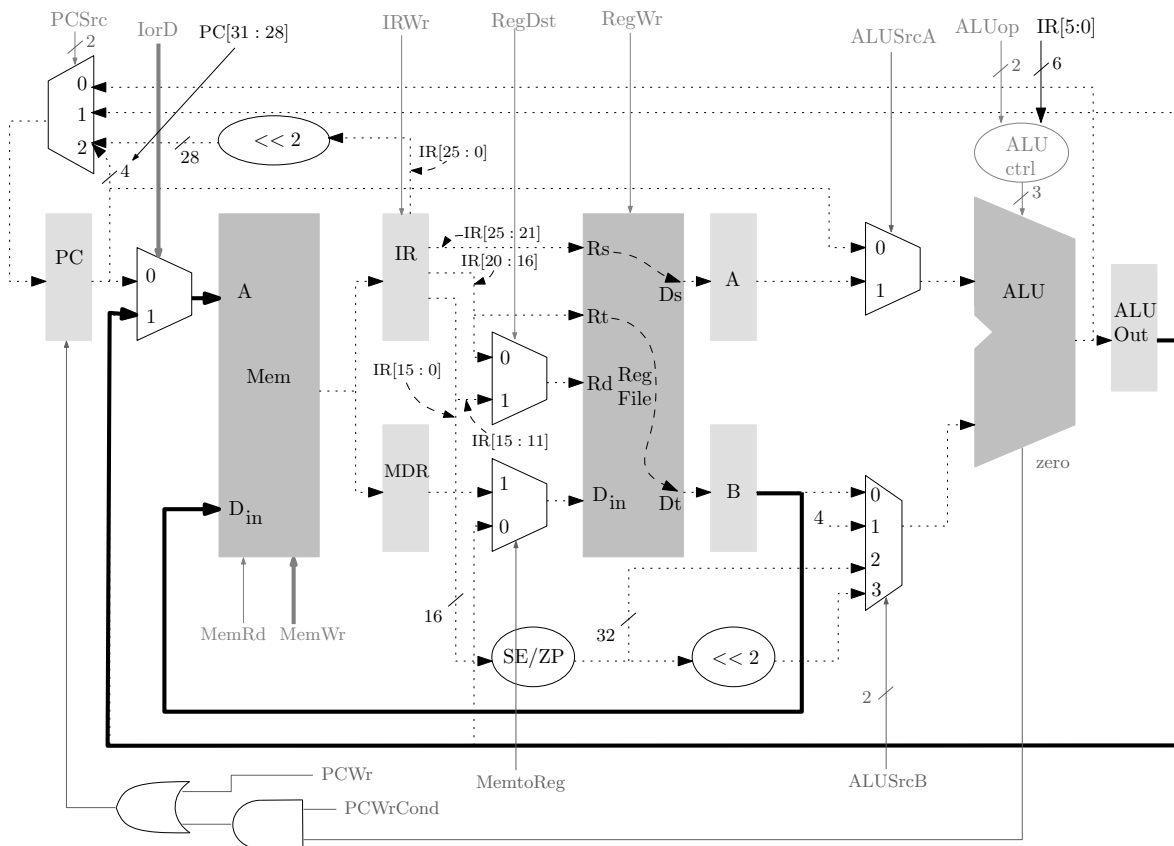 PCSrc
2
IorD
PC[31 : 28]
IRWr
RegDst
RegWr
ALUSrcA
ALUop
IR[5:0]
2
6
0
1
2
28
4
<< 2
IR[25 : 0]
ALU
ctrl
3
PC
0
1
A
Mem
D in
IR
IR[25 : 21]
IR[20 : 16]
Rs
Ds
Rt
Rd
Reg
File
D in
Dt
A
0
1
ALU
ALU
Out
0
1
IR[15 : 0]
IR[15 : 11]
MDR
1
0
B
4
0
1
2
3
zero
16
32
MemRd
MemWr
SE/ZP
<< 2
2
PCWr
MemtoReg
ALUSrcB
PCWrCond